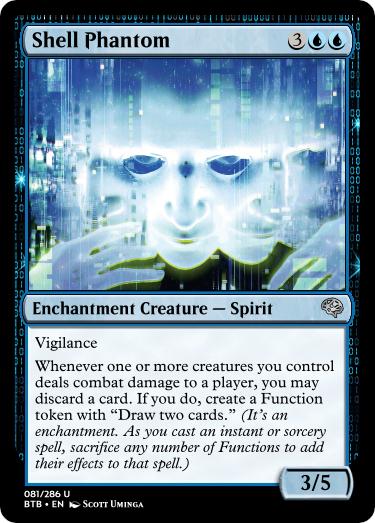 Shell Phantom 3
Enchantment Creature — Spirit
Vigilance
Whenever one or more creatures you control
deals combat damage to a player, you may
discard a card. If you do, create a Function
token with “Draw two cards.” (It's an
enchantment. As you cast an instant or sorcery
spell, sacrifice any number of Functions to add
their effects to that spell.)
3/5
081/286 U
BTB • EN Scott Uminga